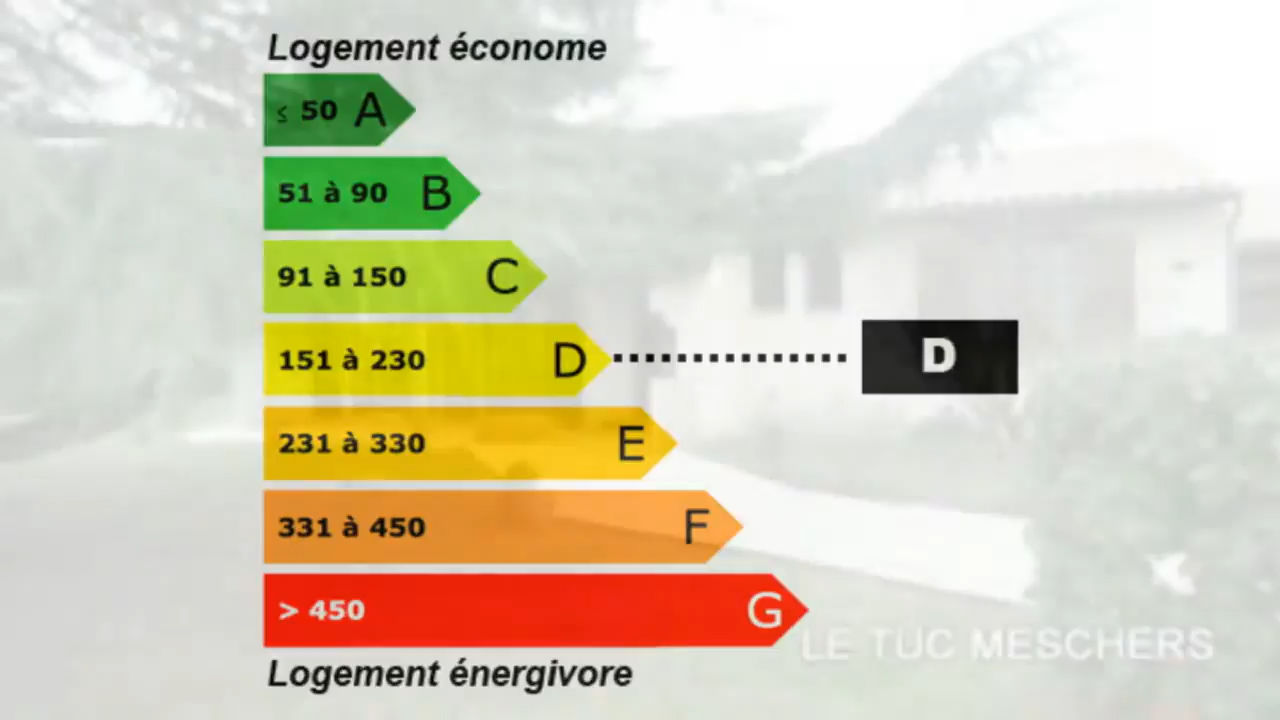 Logement économe
≤ 50 A
51 à 90 B
91 à 150 C
151 à 230 D
D
231 à 330 E
331 à 450 F
> 450 G
LE TUC MESCHERS
Logement énergivore